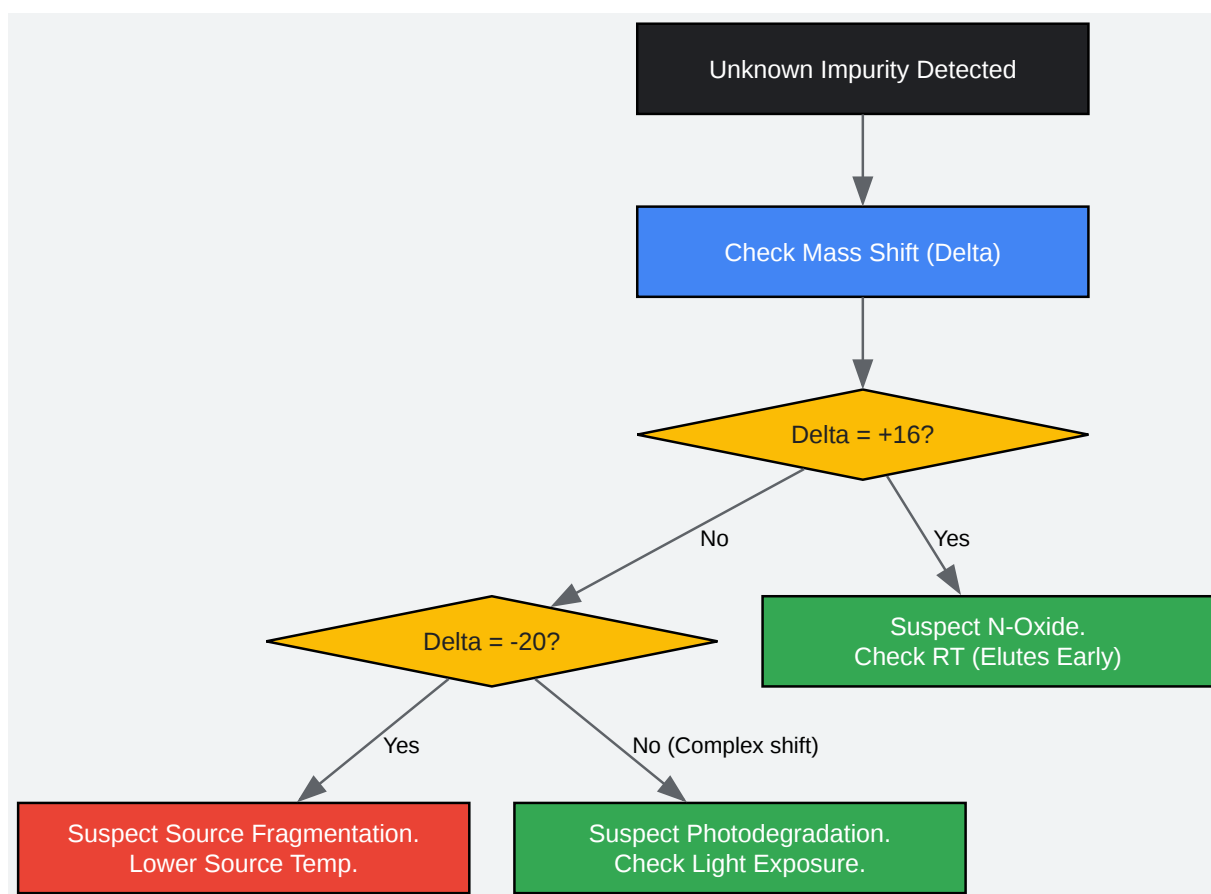 Unknown Impurity Detected
Check Mass Shift (Delta)
Delta = +16?
No
Yes
Suspect N-Oxide.
Check RT (Elutes Early)
Delta = -20?
Yes
No (Complex shift)
Suspect Source Fragmentation.
Lower Source Temp.
Suspect Photodegradation.
Check Light Exposure.